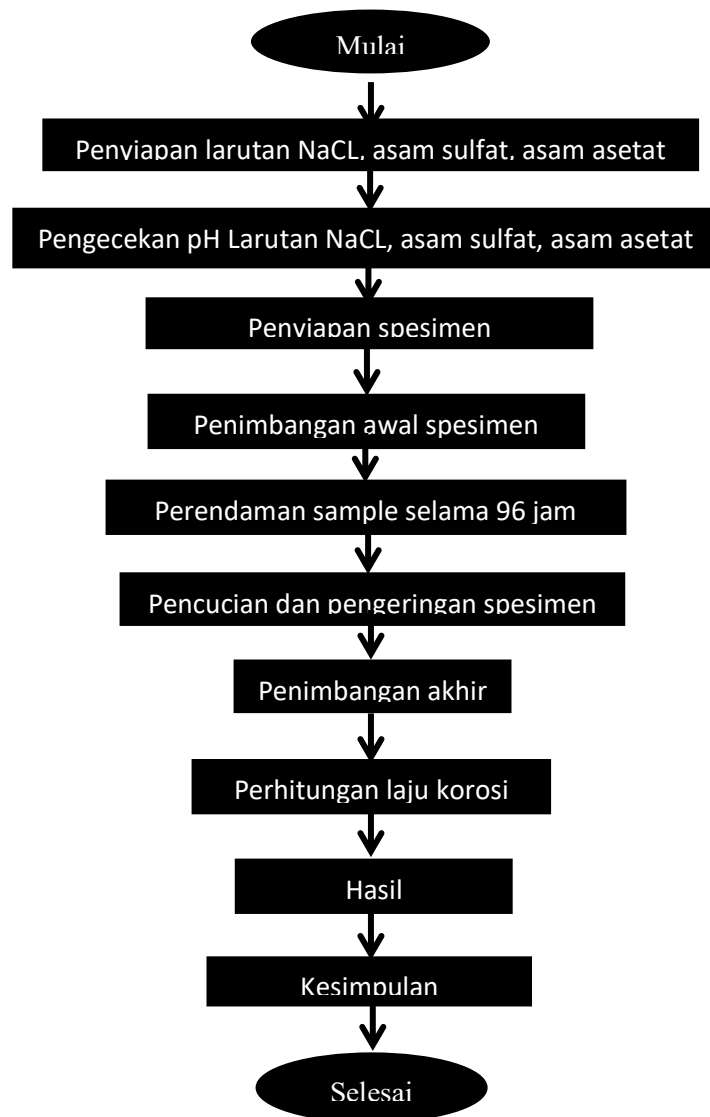 Mulai
Penyiapan larutan NaCL, asam sulfat, asam asetat
Pengecekan pH Larutan NaCL, asam sulfat, asam asetat
Penyiapan spesimen
Penimbangan awal spesimen
Perendaman sample selama 96 jam
Pencucian dan pengeringan spesimen
Penimbangan akhir
Perhitungan laju korosi
Hasil
Kesimpulan
Selesai